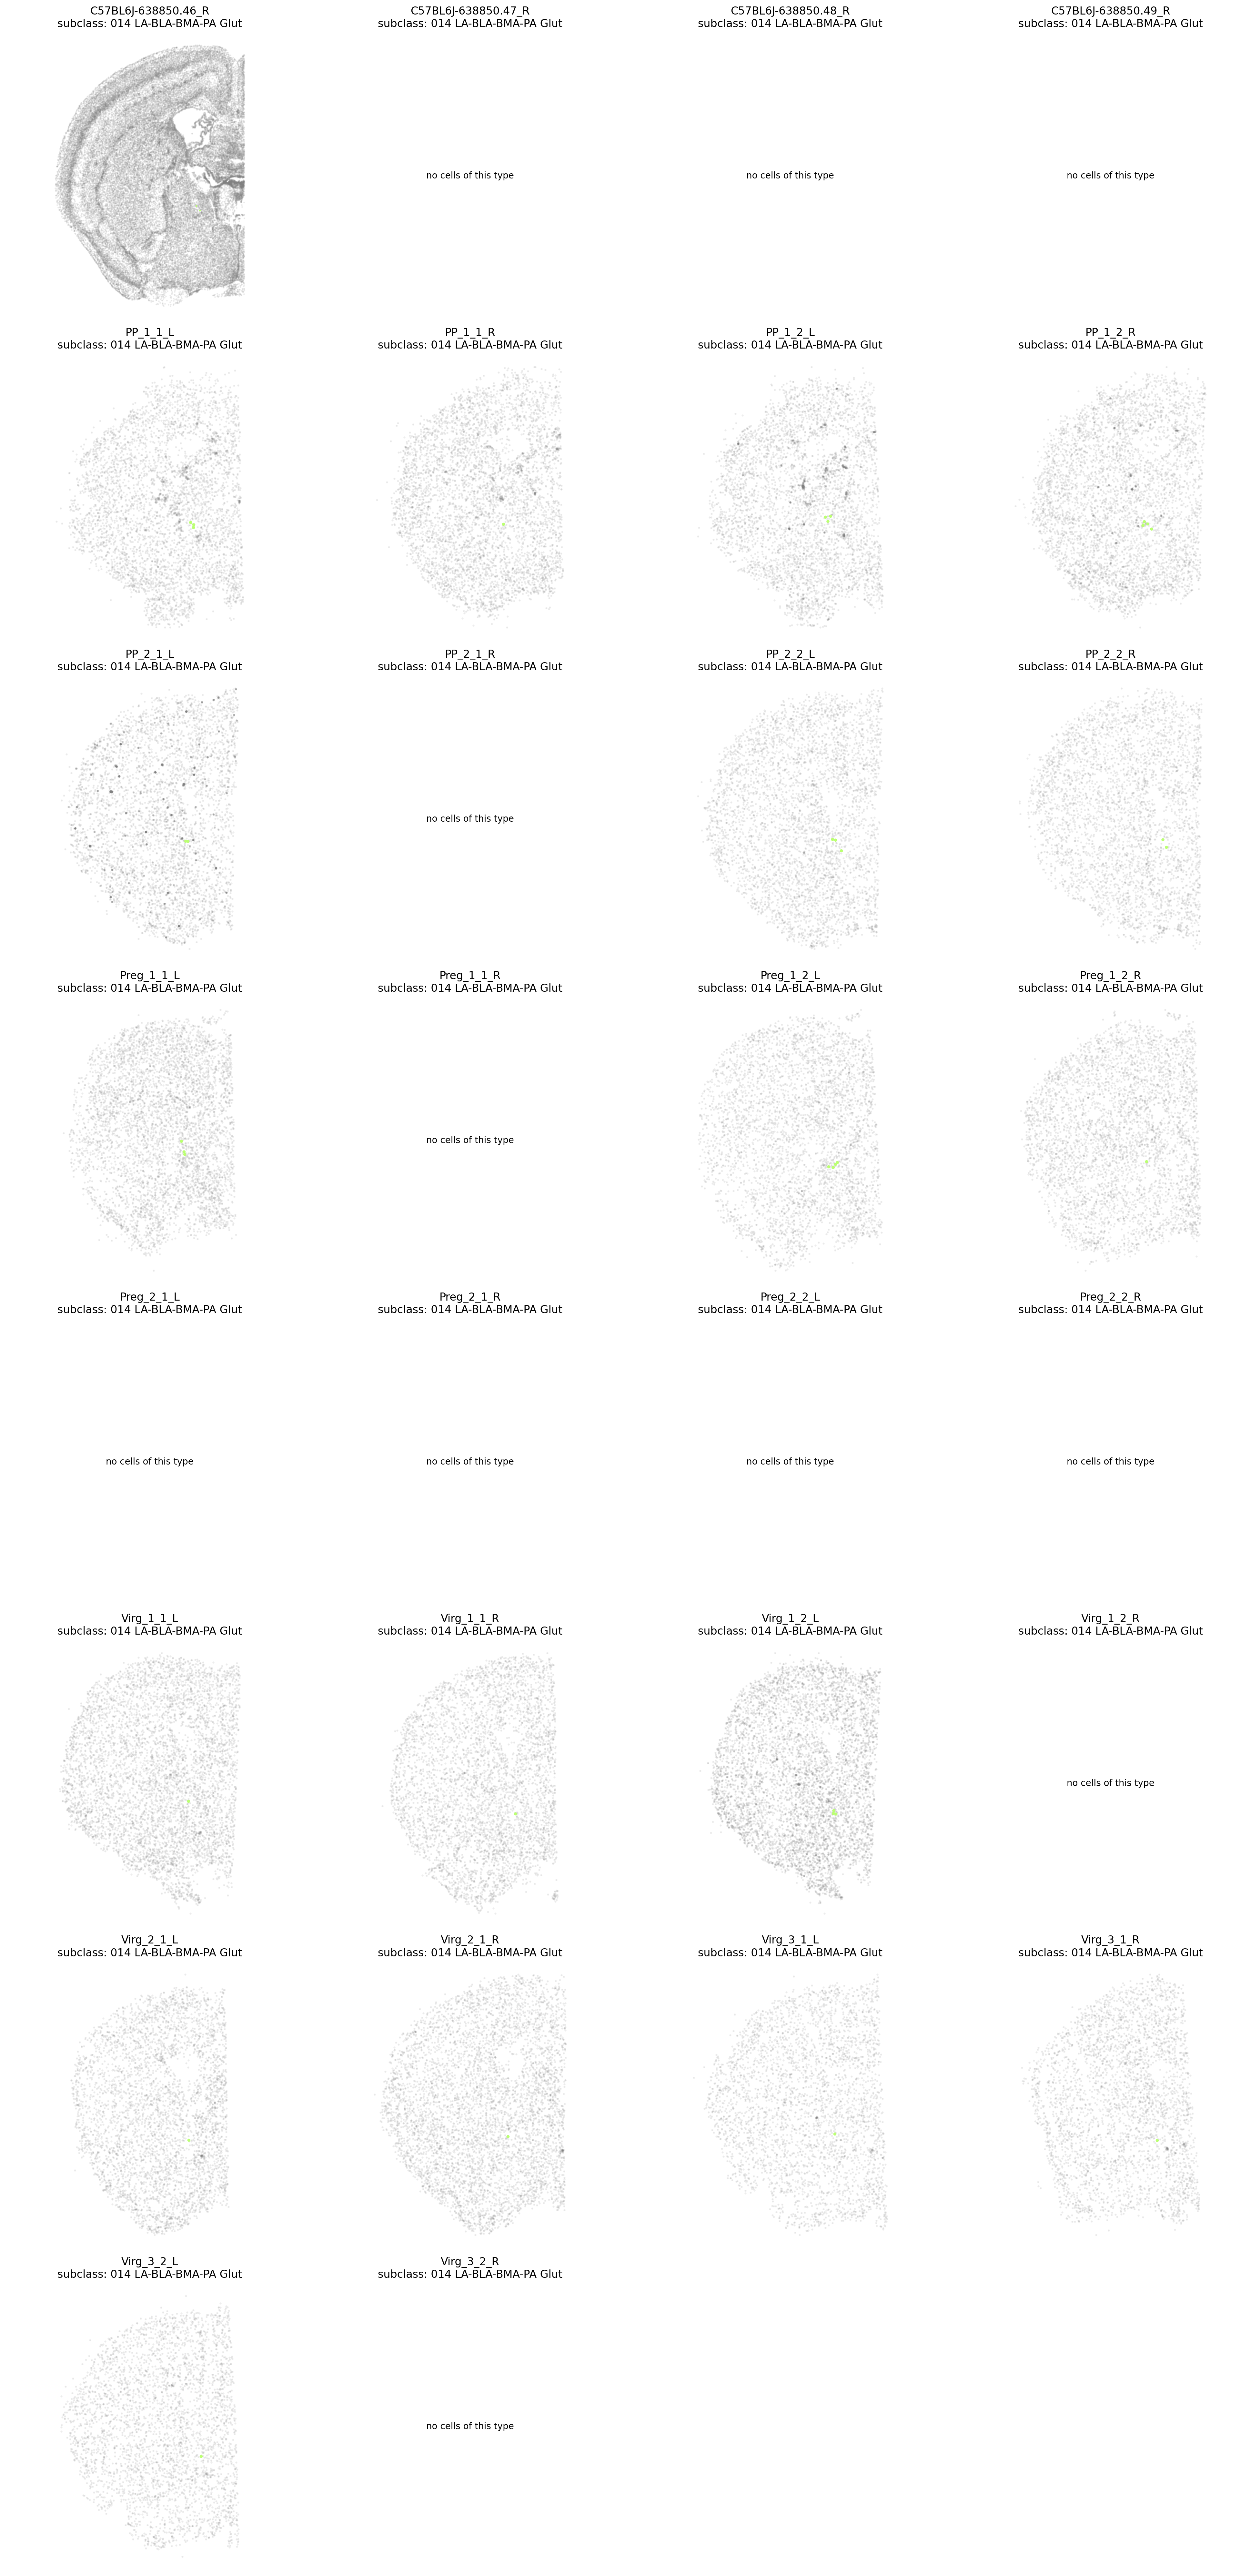 C57BL6J-638850.46_R
subclass: 014 LA-BLA-BMA-PA Glut
C57BL6J-638850.47_R
subclass: 014 LA-BLA-BMA-PA Glut
no cells of this type
C57BL6J-638850.48_R
subclass: 014 LA-BLA-BMA-PA Glut
no cells of this type
C57BL6J-638850.49_R
subclass: 014 LA-BLA-BMA-PA Glut
no cells of this type
PP_1_1_L
subclass: 014 LA-BLA-BMA-PA Glut
PP_1_1_R
subclass: 014 LA-BLA-BMA-PA Glut
PP_1_2_L
subclass: 014 LA-BLA-BMA-PA Glut
PP_1_2_R
subclass: 014 LA-BLA-BMA-PA Glut
PP_2_1_L
subclass: 014 LA-BLA-BMA-PA Glut
PP_2_1_R
subclass: 014 LA-BLA-BMA-PA Glut
no cells of this type
PP_2_2_L
subclass: 014 LA-BLA-BMA-PA Glut
PP_2_2_R
subclass: 014 LA-BLA-BMA-PA Glut
Preg_1_1_L
subclass: 014 LA-BLA-BMA-PA Glut
Preg_1_1_R
subclass: 014 LA-BLA-BMA-PA Glut
no cells of this type
Preg_1_2_L
subclass: 014 LA-BLA-BMA-PA Glut
Preg_1_2_R
subclass: 014 LA-BLA-BMA-PA Glut
Preg_2_1_L
subclass: 014 LA-BLA-BMA-PA Glut
no cells of this type
Preg_2_1_R
subclass: 014 LA-BLA-BMA-PA Glut
no cells of this type
Preg_2_2_L
subclass: 014 LA-BLA-BMA-PA Glut
no cells of this type
Preg_2_2_R
subclass: 014 LA-BLA-BMA-PA Glut
no cells of this type
Virg_1_1_L
subclass: 014 LA-BLA-BMA-PA Glut
Virg_1_1_R
subclass: 014 LA-BLA-BMA-PA Glut
Virg_1_2_L
subclass: 014 LA-BLA-BMA-PA Glut
Virg_1_2_R
subclass: 014 LA-BLA-BMA-PA Glut
no cells of this type
Virg_2_1_L
subclass: 014 LA-BLA-BMA-PA Glut
Virg_2_1_R
subclass: 014 LA-BLA-BMA-PA Glut
Virg_3_1_L
subclass: 014 LA-BLA-BMA-PA Glut
Virg_3_1_R
subclass: 014 LA-BLA-BMA-PA Glut
Virg_3_2_L
subclass: 014 LA-BLA-BMA-PA Glut
Virg_3_2_R
subclass: 014 LA-BLA-BMA-PA Glut
no cells of this type